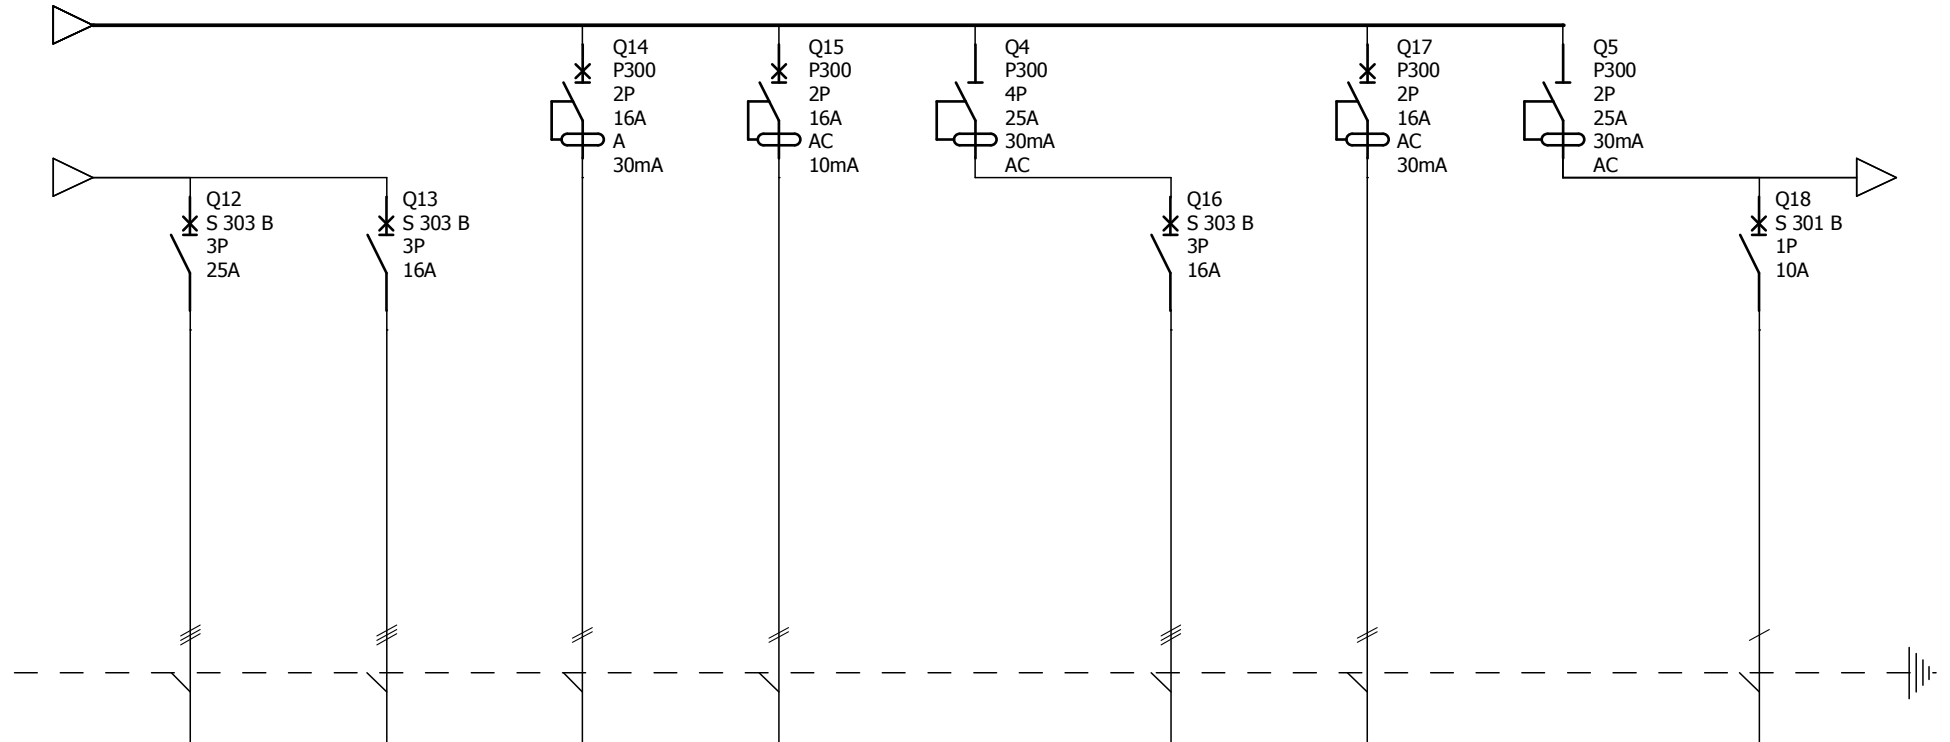 Q14
P300
2P
16A
A
30mA
Q15
P300
2P
16A
AC
10mA
Q4
P300
4P
25A
30mA
AC
Q17
P300
2P
16A
AC
30mA
Q5
P300
2P
25A
30mA
AC
Q12
S 303 B
3P
25A
Q13
S 303 B
3P
16A
Q16
S 303 B
3P
16A
Q18
S 301 B
1P
10A